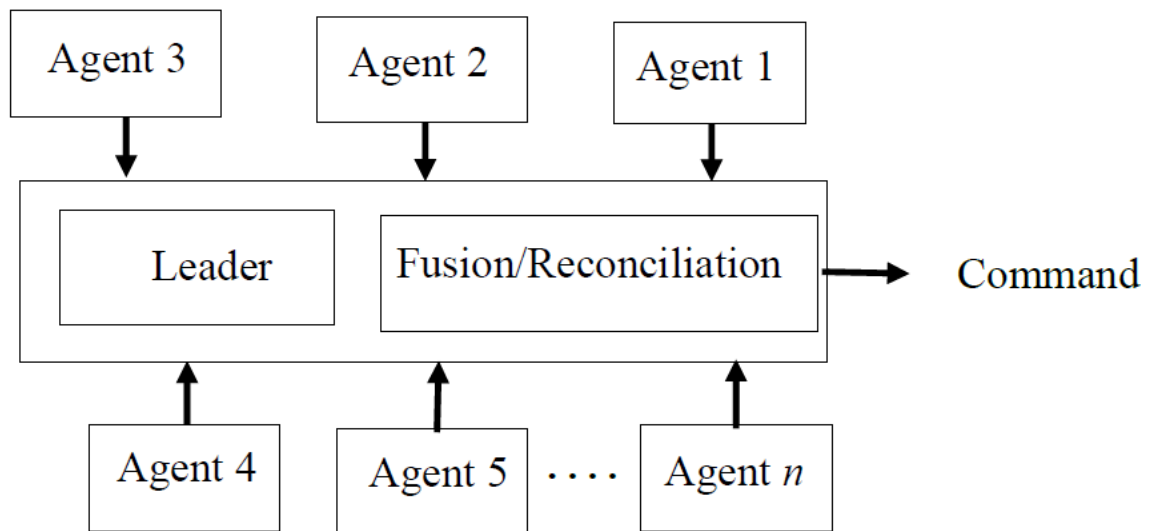 Agent 3
Agent 2
Agent 1
Leader
Fusion/Reconciliation
Command
Agent 4
Agent 5
....
Agent n